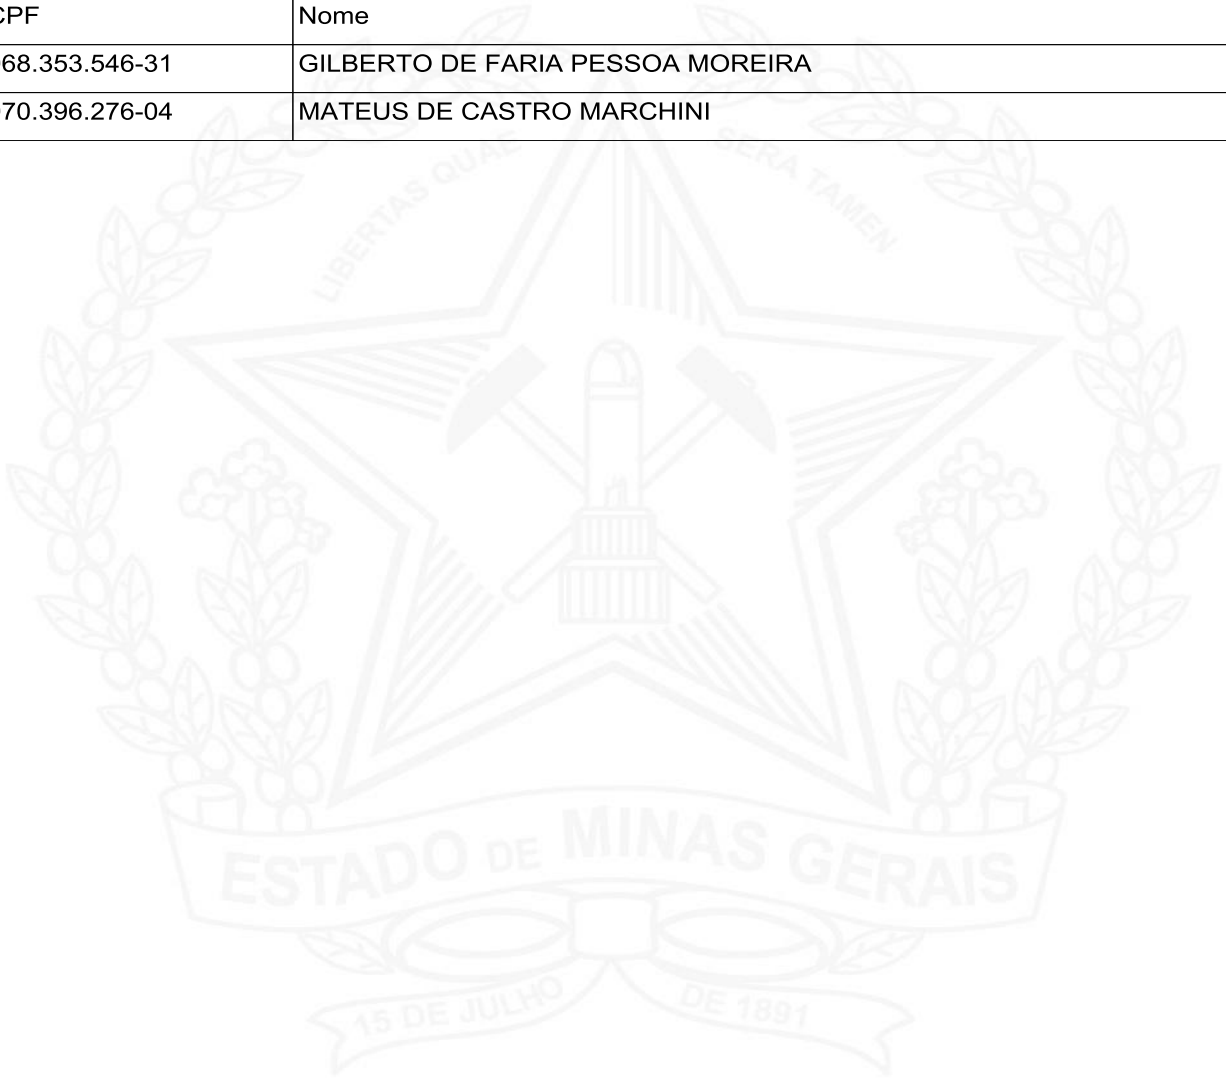 CPF Nome
68.353.546-31 GILBERTO DE FARIA PESSOA MOREIRA
70.396.276-04 MATEUS DE CASTRO MARCHINI
LIBERTAS QUAE SERA TAMEN
ESTADO DE MINAS GERAIS
15 DE JULHO DE 1891